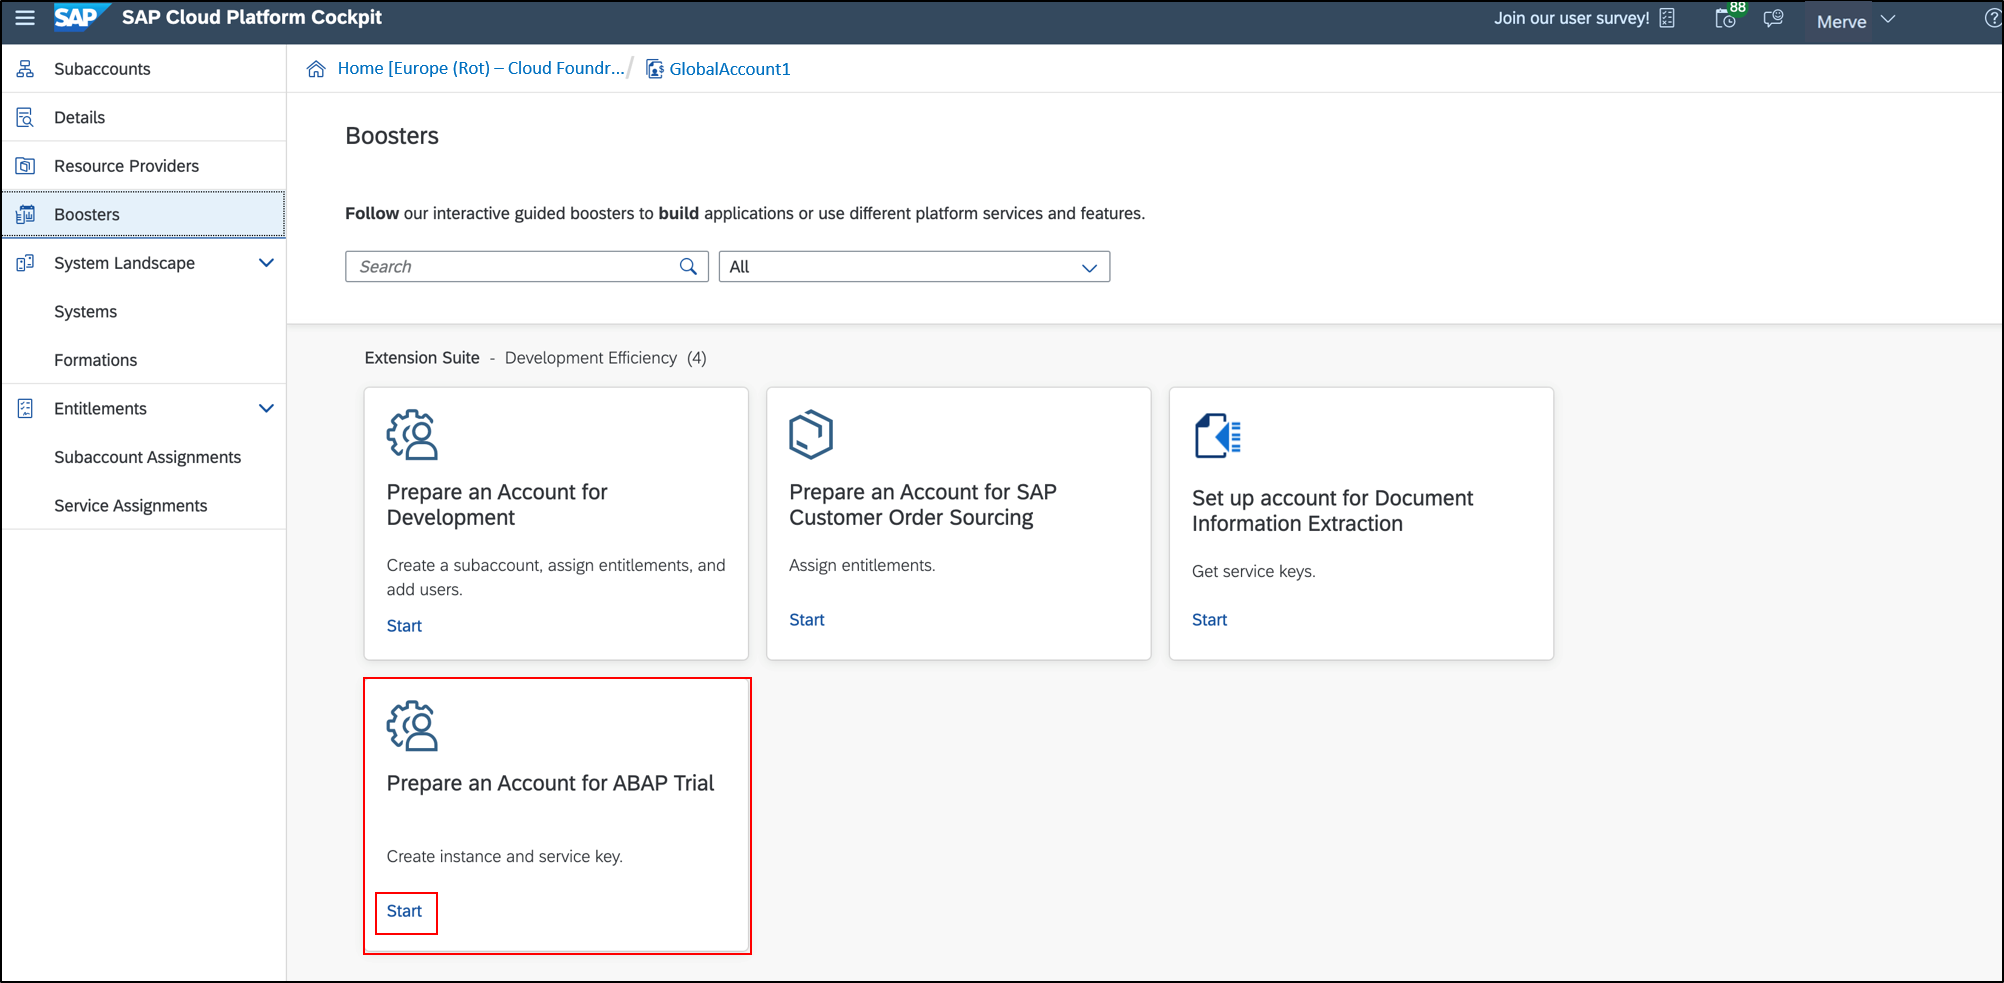 SAP SAP Cloud Platform Cockpit
Join our user survey!
88
Merve
Subaccounts
Details
Resource Providers
Boosters
System Landscape
Systems
Formations
Entitlements
Subaccount Assignments
Service Assignments
Home [Europe (Rot) – Cloud Foundr... / GlobalAccount1
Boosters
Follow our interactive guided boosters to build applications or use different platform services and features.
Search
All
Extension Suite - Development Efficiency (4)
Prepare an Account for
Development
Create a subaccount, assign entitlements, and
add users.
Start
Prepare an Account for SAP
Customer Order Sourcing
Assign entitlements.
Start
Set up account for Document
Information Extraction
Get service keys.
Start
Prepare an Account for ABAP Trial
Create instance and service key.
Start